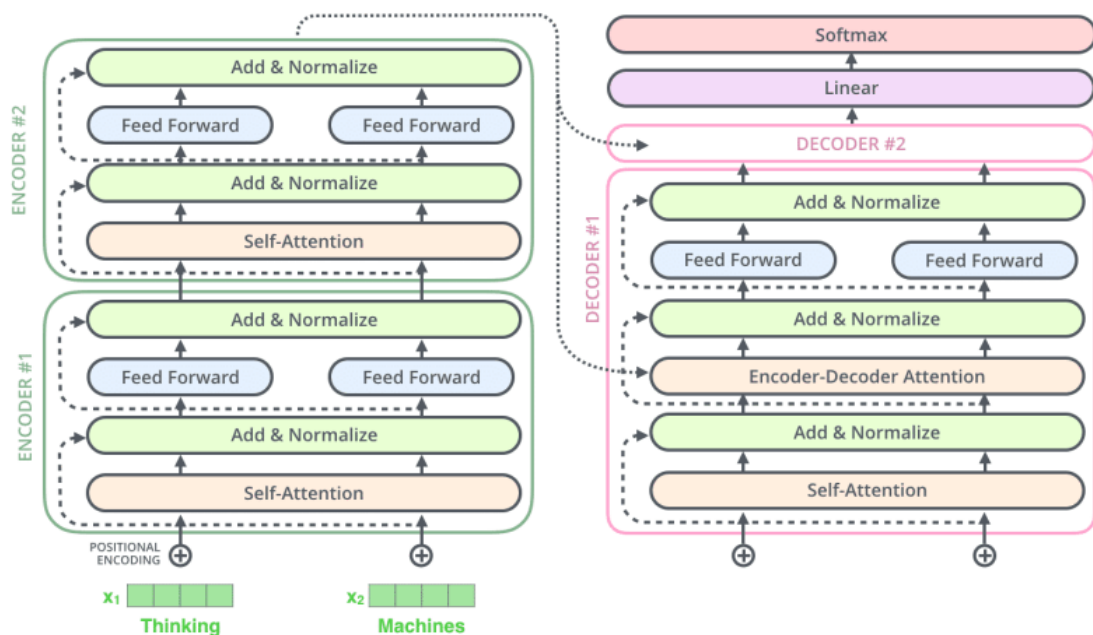 ENCODER #2
Add & Normalize
Feed Forward
Feed Forward
Add & Normalize
Self-Attention
ENCODER #1
Add & Normalize
Feed Forward
Feed Forward
Add & Normalize
Self-Attention
POSITIONAL
ENCODING
x₁
x₂
Thinking
Machines
Softmax
Linear
DECODER #2
DECODER #1
Add & Normalize
Feed Forward
Feed Forward
Add & Normalize
Encoder-Decoder Attention
Add & Normalize
Self-Attention